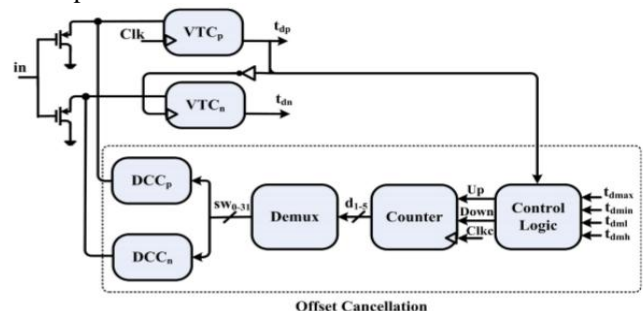 in
Clk
VTCp
tdp
VTCn
tdn
DCCp
DCCn
sw0-31
Demux
d1-5
Counter
Up
Down
Clkc
Control
Logic
tdmax
tdmin
tdml
tdmh
Offset Cancellation